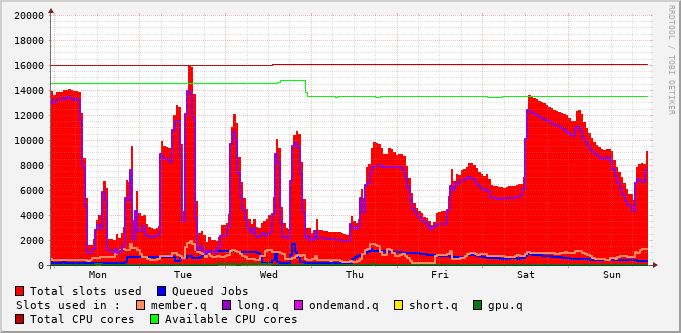 20000
18000
16000
14000
12000
10000
8000
6000
4000
2000
0
Mon Tue Wed Thu Fri Sat Sun
Total slots used Queued Jobs
Slots used in : member.q long.q ondemand.q short.q gpu.q
Total CPU cores Available CPU cores
RRDTOOL / TOBI OETIKER